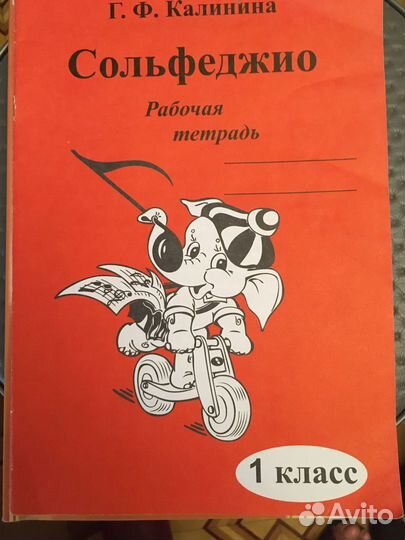 Г. Ф. Калинина
Сольфеджио
Рабочая
тетрадь
1 класс
Avito